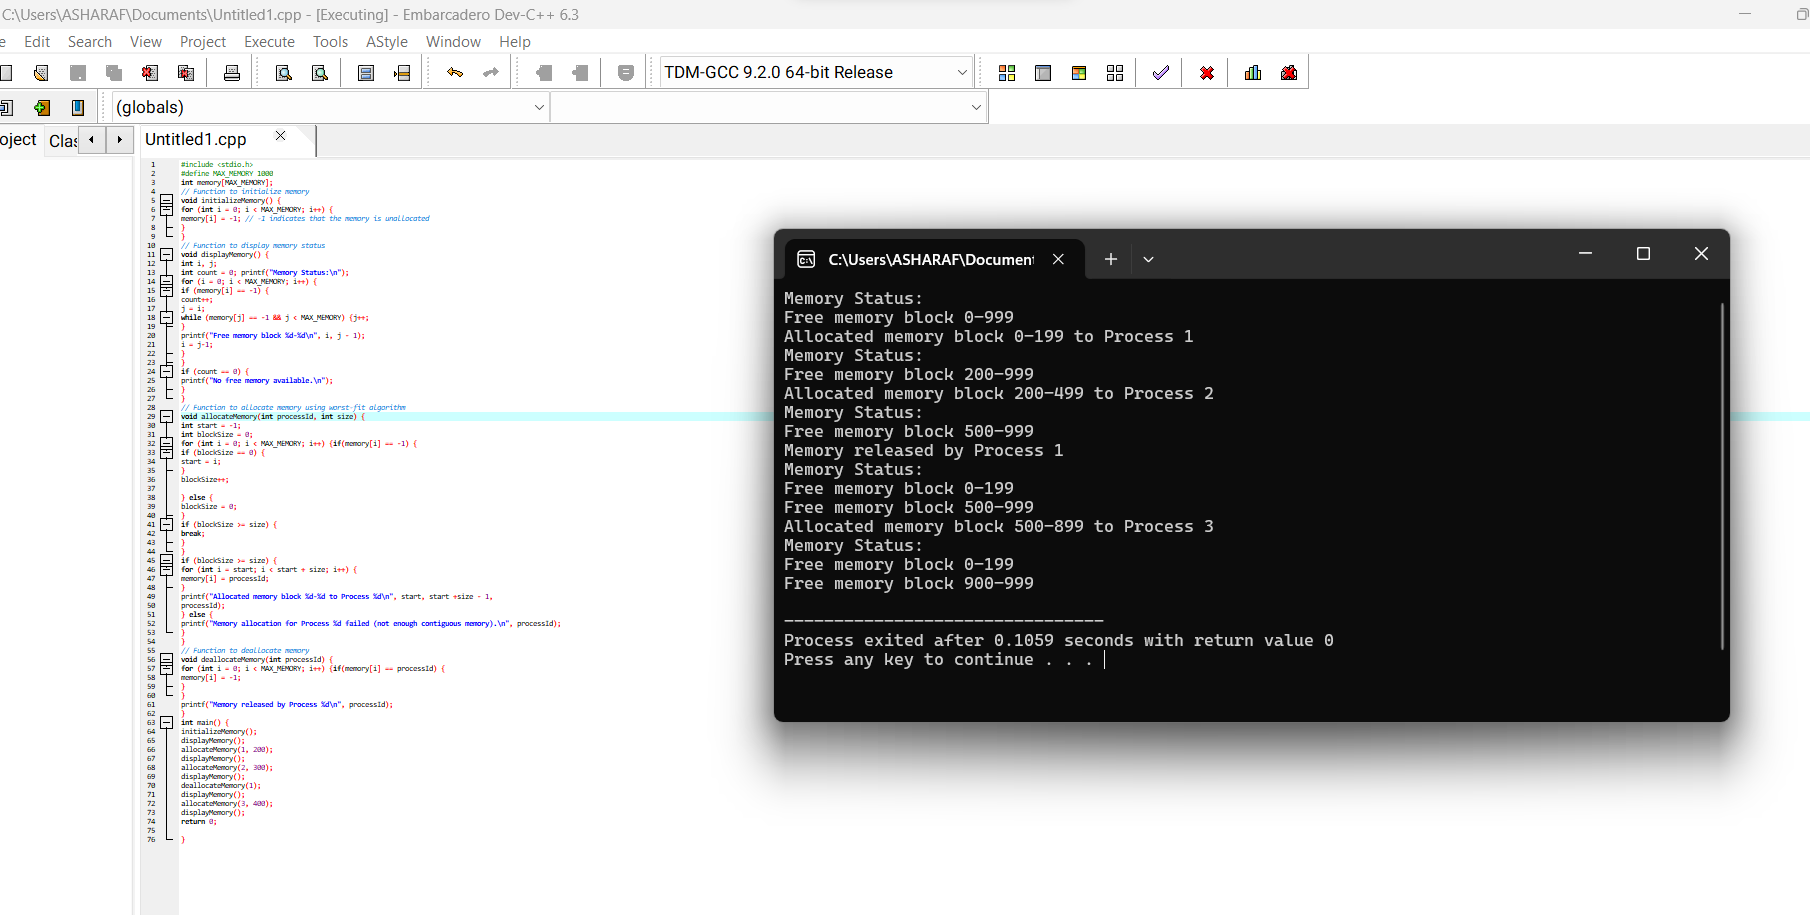 C:\Users\ASHARAF\Documents\Untitled1.cpp - [Executing] - Embarcadero Dev-C++ 6.3
e Edit Search View Project Execute Tools AStyle Window Help
TDM-GCC 9.2.0 64-bit Release
(globals)
oject Clas Untitled1.cpp
1 #include <stdio.h>
2 #define MAX_MEMORY 1000
3 int memory[MAX_MEMORY];
4 // Function to initialize memory
5 void initializeMemory() {
6 for (int i = 0; i < MAX_MEMORY; i++) {
7 memory[i] = -1; // -1 indicates that the memory is unallocated
8 }
9 }
10 // Function to display memory status
11 void displayMemory() {
12 int i, j;
13 int count = 0; printf("Memory Status:\n");
14 for (i = 0; i < MAX_MEMORY; i++) {
15 if (memory[i] == -1) {
16 count++;
17 j = i;
18 while (memory[j] == -1 && j < MAX_MEMORY) {j++;
19 }
20 printf("Free memory block %d-%d\n", i, j - 1);
21 i = j-1;
22 }
23 }
24 if (count == 0) {
25 printf("No free memory available.\n");
26 }
27 }
28 // Function to allocate memory using worst-fit algorithm
29 void allocateMemory(int processId, int size) {
30 int start = -1;
31 int blockSize = 0;
32 for (int i = 0; i < MAX_MEMORY; i++) {if(memory[i] == -1) {
33 if (blockSize == 0) {
34 start = i;
35 }
36 blockSize++;
37
38 } else {
39 blockSize = 0;
40 }
41 if (blockSize >= size) {
42 break;
43 }
44 }
45 if (blockSize >= size) {
46 for (int i = start; i < start + size; i++) {
47 memory[i] = processId;
48 }
49 printf("Allocated memory block %d-%d to Process %d\n", start, start +size - 1,
50 processId);
51 } else {
52 printf("Memory allocation for Process %d failed (not enough contiguous memory).\n", processId);
53 }
54 }
55 // Function to deallocate memory
56 void deallocateMemory(int processId) {
57 for (int i = 0; i < MAX_MEMORY; i++) {if(memory[i] == processId) {
58 memory[i] = -1;
59 }
60 }
61 printf("Memory released by Process %d\n", processId);
62 }
63 int main() {
64 initializeMemory();
65 displayMemory();
66 allocateMemory(1, 200);
67 displayMemory();
68 allocateMemory(2, 300);
69 displayMemory();
70 deallocateMemory(1);
71 displayMemory();
72 allocateMemory(3, 400);
73 displayMemory();
74 return 0;
75
76 }
C:\Users\ASHARAF\Document
Memory Status:
Free memory block 0-999
Allocated memory block 0-199 to Process 1
Memory Status:
Free memory block 200-999
Allocated memory block 200-499 to Process 2
Memory Status:
Free memory block 500-999
Memory released by Process 1
Memory Status:
Free memory block 0-199
Free memory block 500-999
Allocated memory block 500-899 to Process 3
Memory Status:
Free memory block 0-199
Free memory block 900-999
--------------------------------
Process exited after 0.1059 seconds with return value 0
Press any key to continue . . .